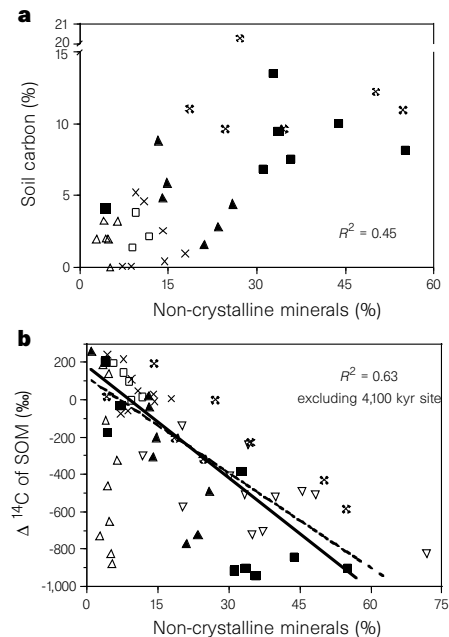 a
21
20
15
10
5
0
Soil carbon (%)
R² = 0.45
0 15 30 45 60
Non-crystalline minerals (%)
b
200
0
-200
-400
-600
-800
-1,000
Δ ¹⁴C of SOM (‰)
R² = 0.63
excluding 4,100 kyr site
0 15 30 45 60 75
Non-crystalline minerals (%)